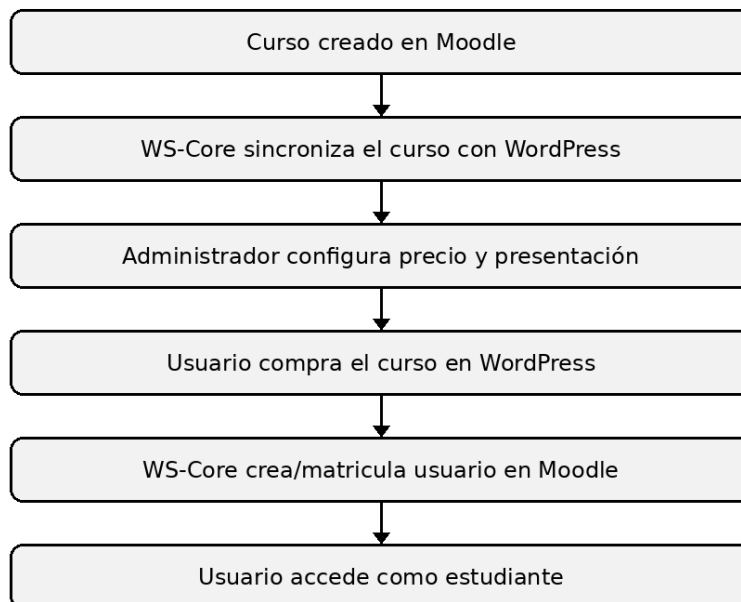 Curso creado en Moodle
WS-Core sincroniza el curso con WordPress
Administrador configura precio y presentación
Usuario compra el curso en WordPress
WS-Core crea/matricula usuario en Moodle
Usuario accede como estudiante